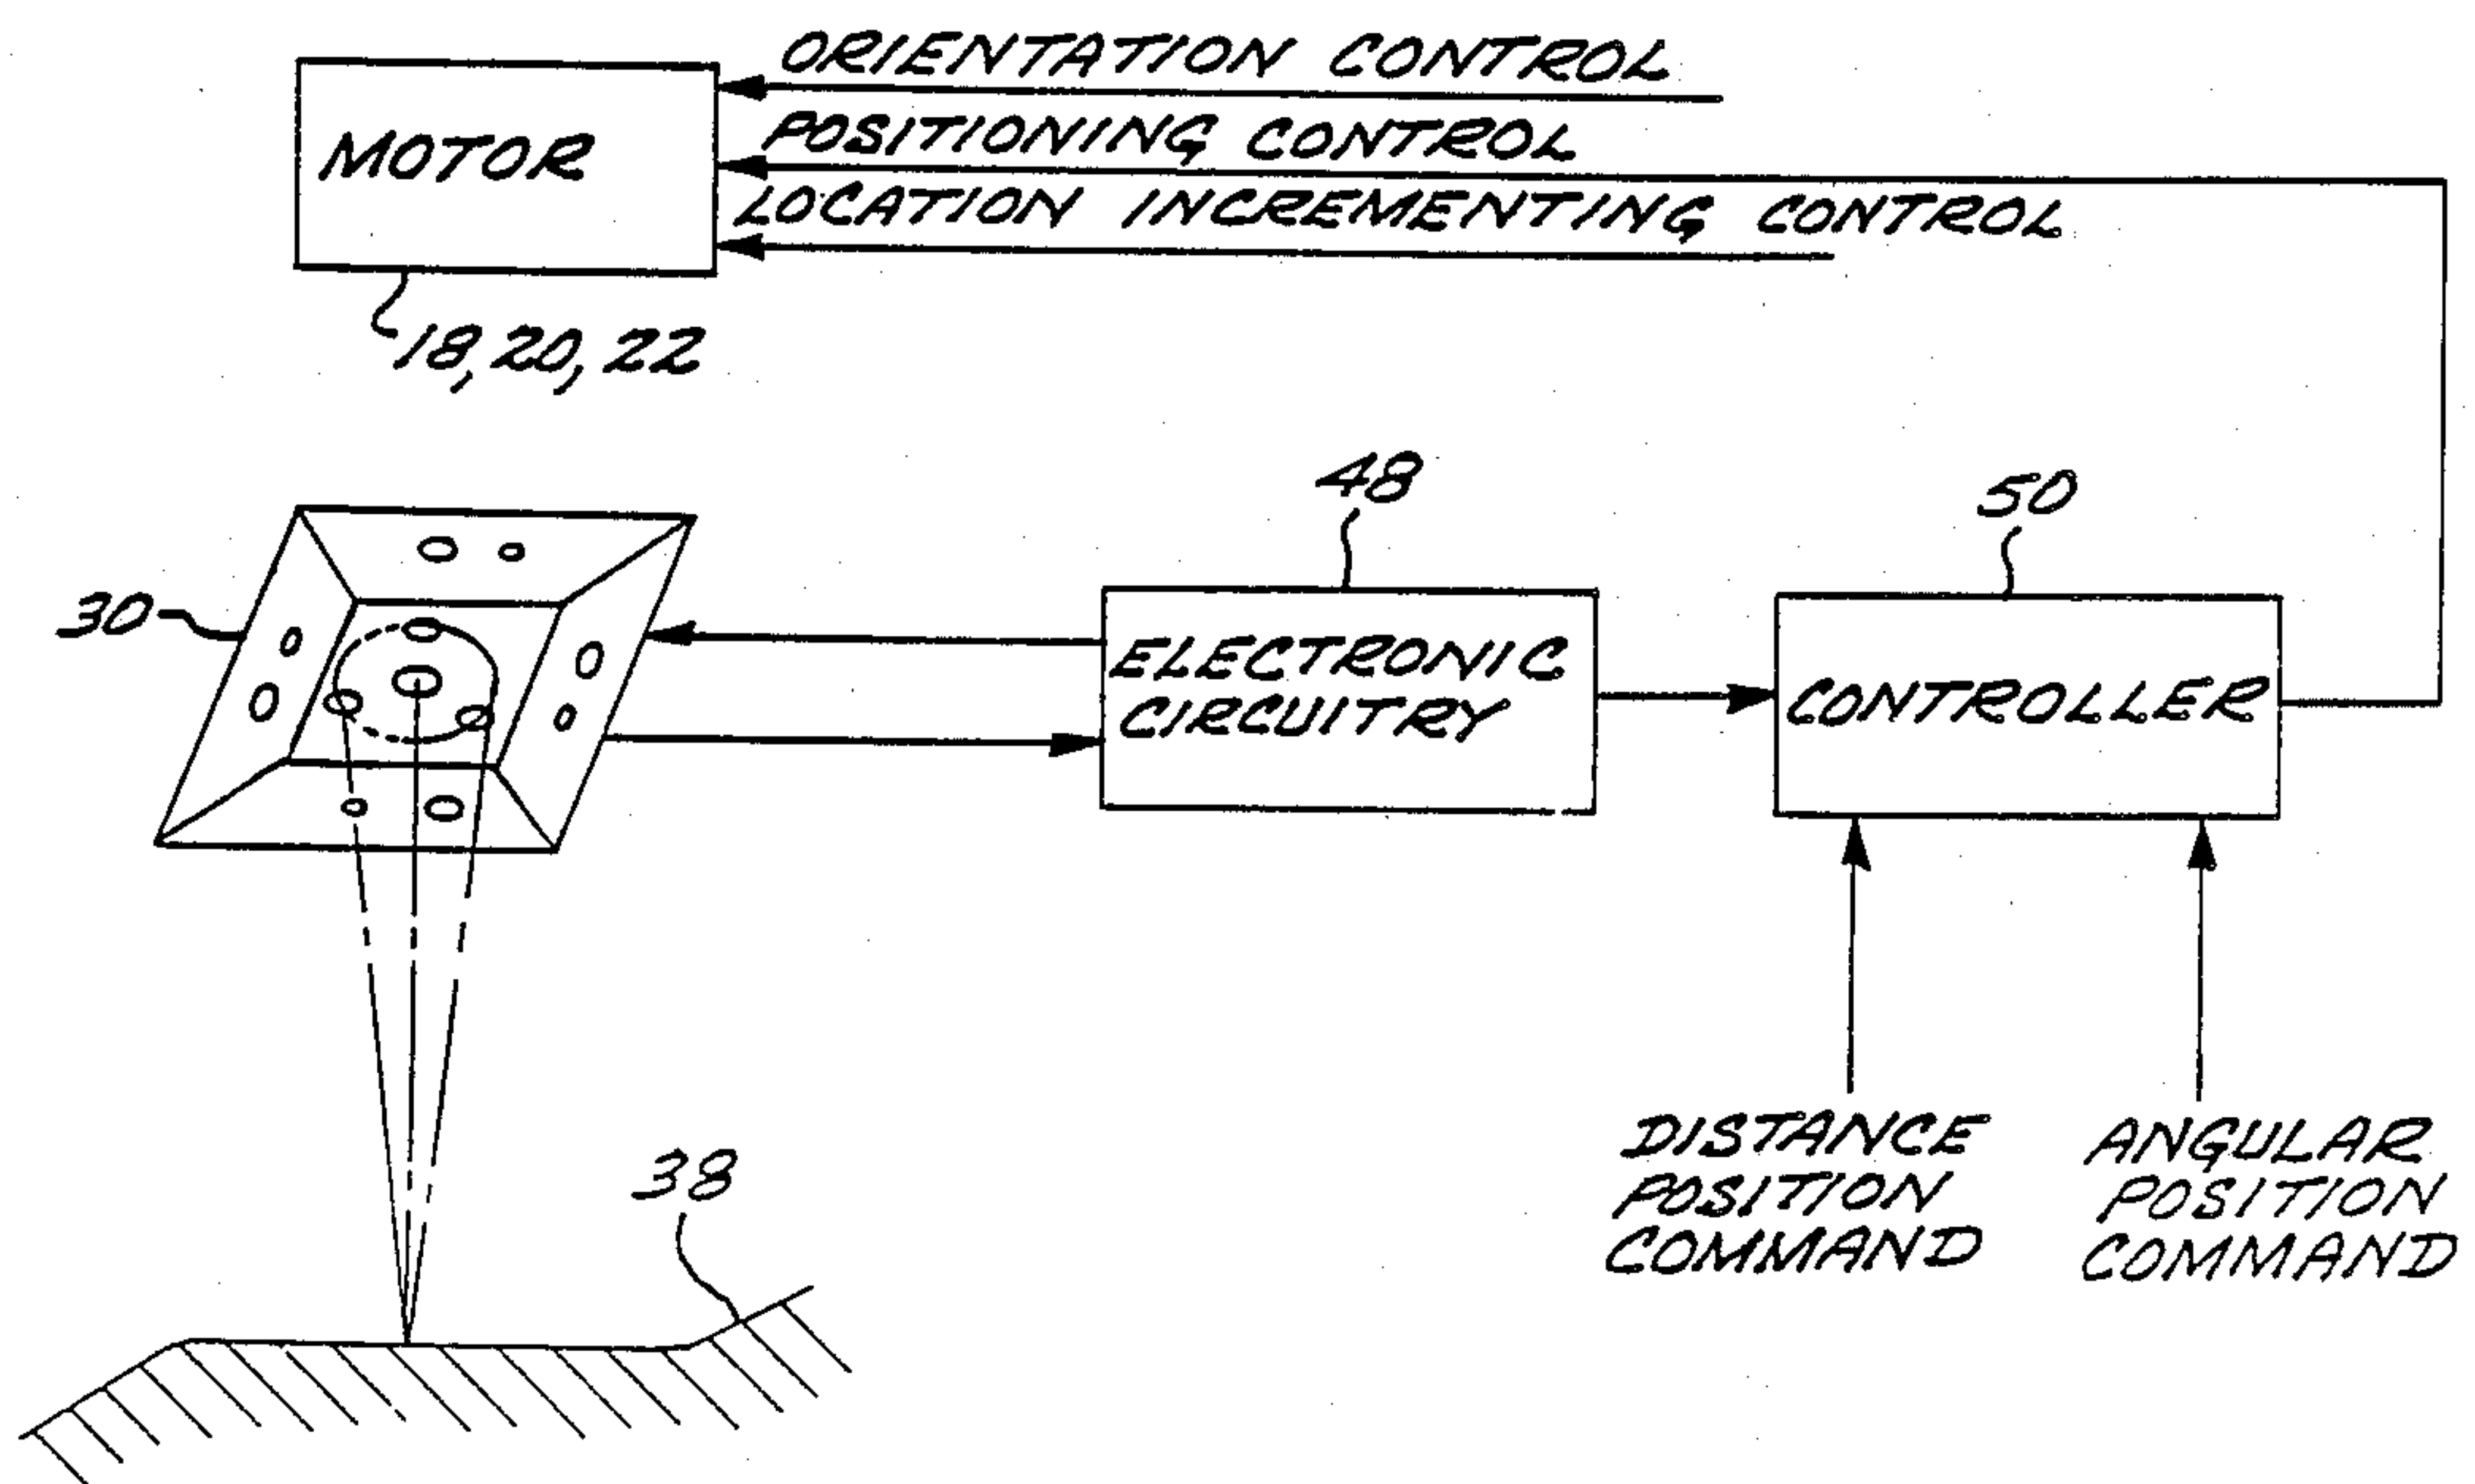 ORIENTATION CONTROL
MOTOR
POSITIONING CONTROL
LOCATION INCREMENTING CONTROL
18, 20, 22
48
50
30
ELECTRONIC
CIRCUITRY
CONTROLLER
38
DISTANCE
POSITION
COMMAND
ANGULAR
POSITION
COMMAND